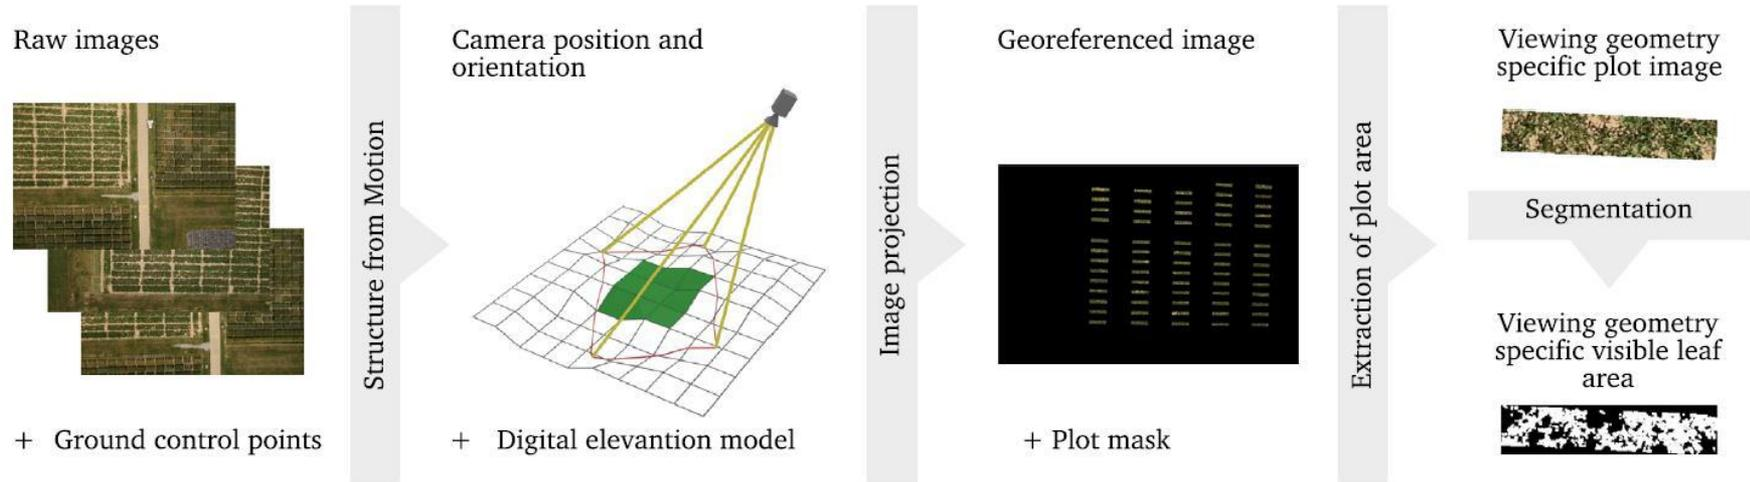 Raw images
+ Ground control points
Structure from Motion
Camera position and
orientation
+ Digital elevantion model
Image projection
Georeferenced image
+ Plot mask
Extraction of plot area
Viewing geometry
specific plot image
Segmentation
Viewing geometry
specific visible leaf
area